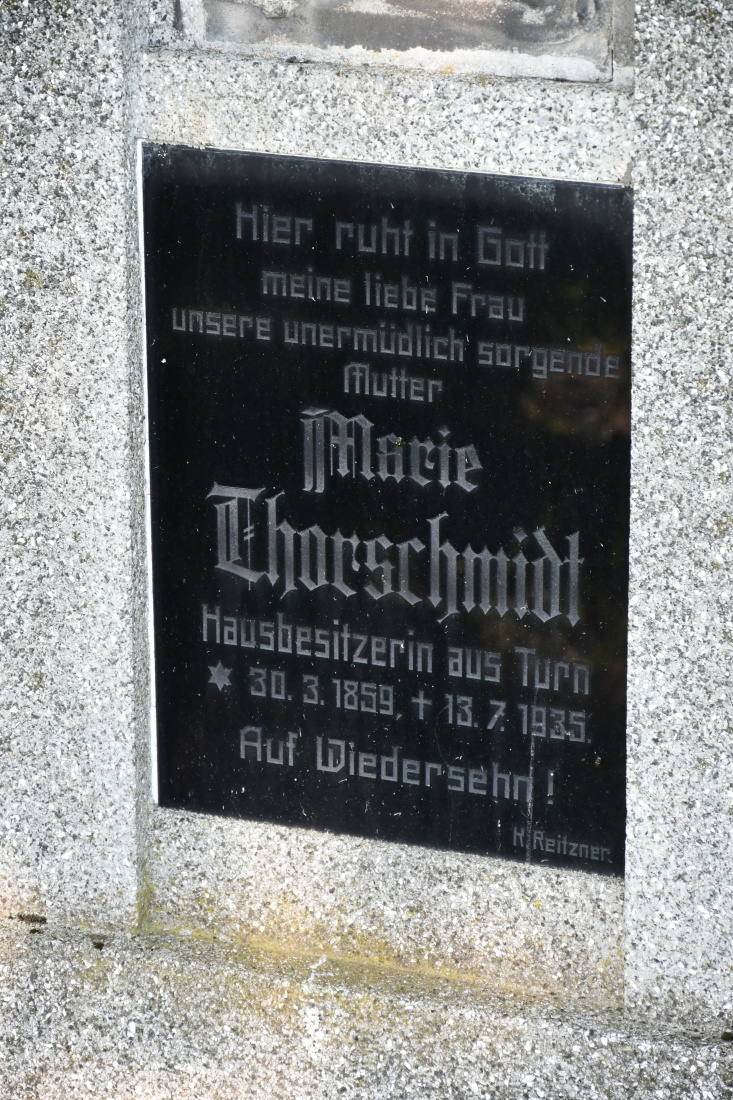 Hier ruht in Gott
meine liebe Frau
unsere unermüdlich sorgende
Mutter
Marie
Thorschmidt
Hausbesitzerin aus Turn
✶ 30. 3. 1859, † 13. 7. 1935.
Auf Wiedersehn!
K. Reitzner.